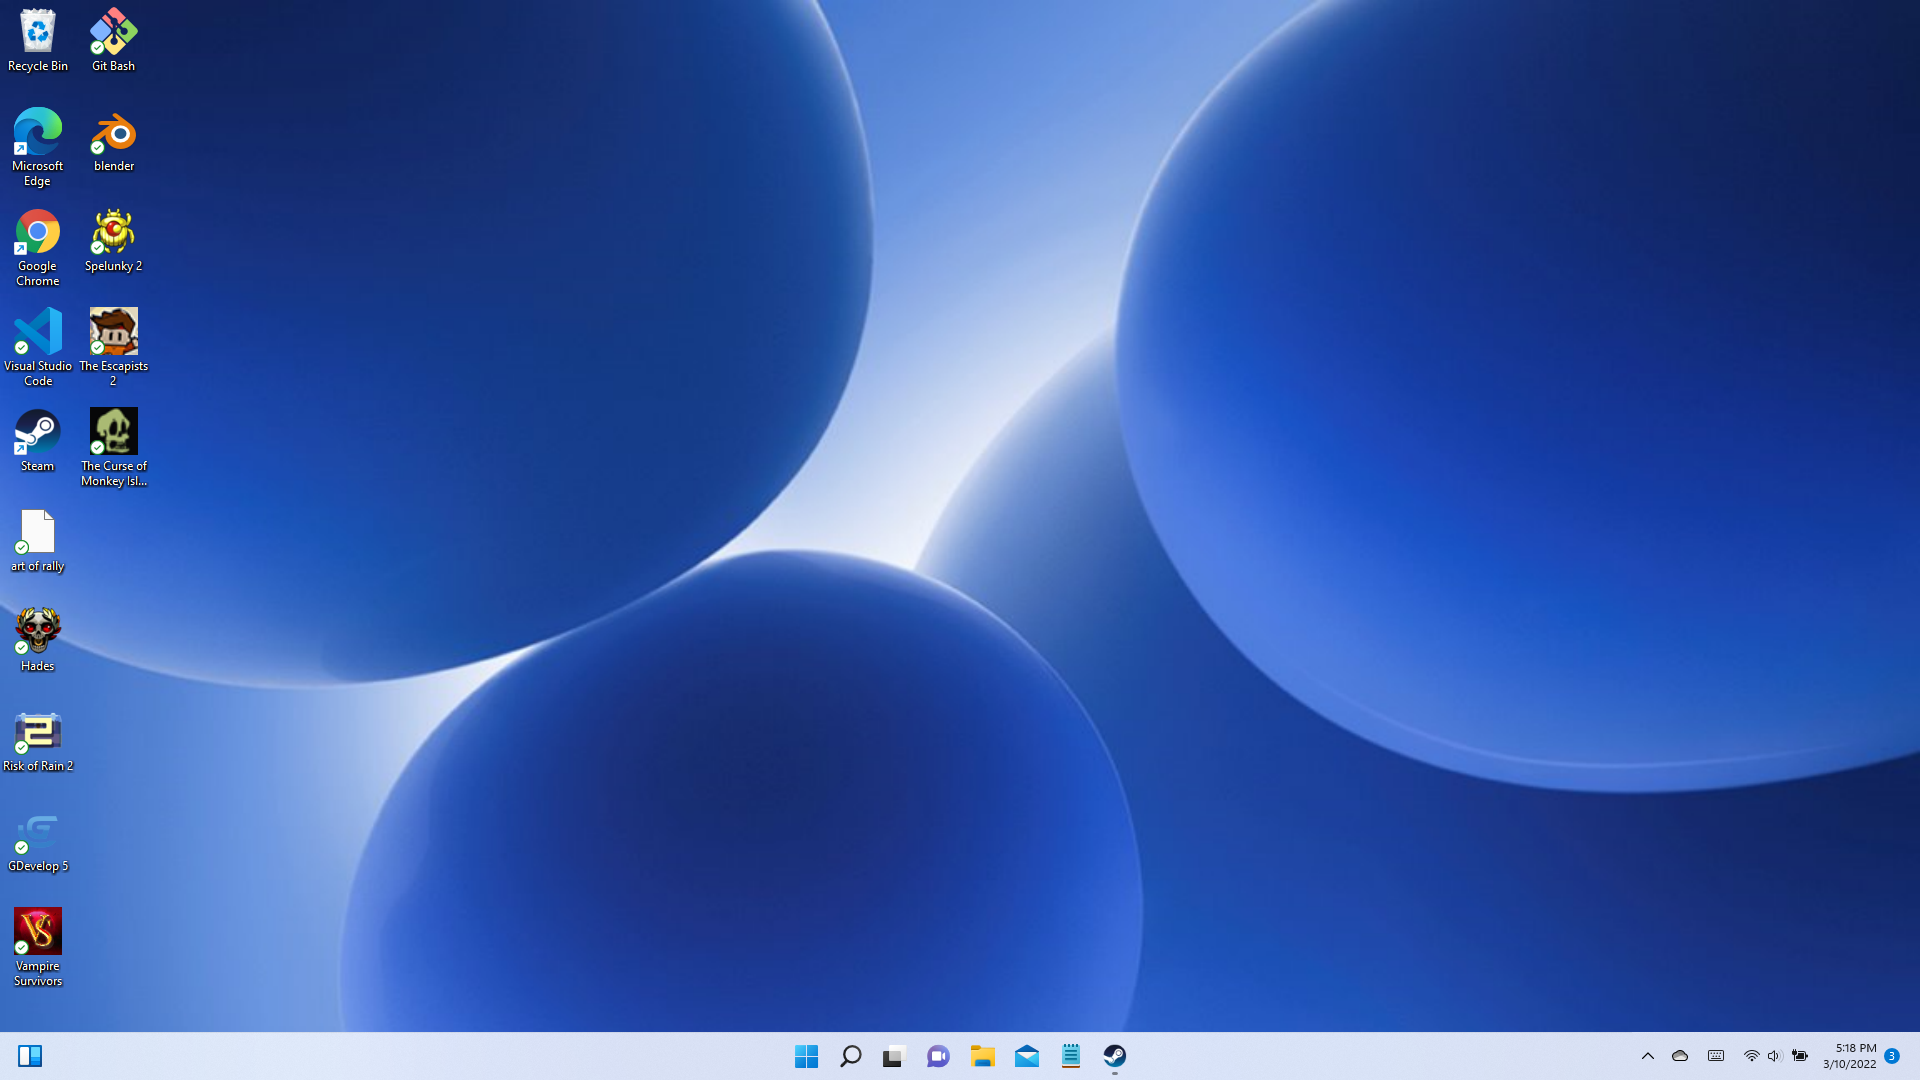 Recycle Bin
Git Bash
Microsoft
Edge
blender
Google
Chrome
Spelunky 2
Visual Studio
Code
The Escapists
2
Steam
The Curse of
Monkey Isl...
art of rally
Hades
Risk of Rain 2
GDevelop 5
VS
Vampire
Survivors
5:18 PM
3/10/2022
3